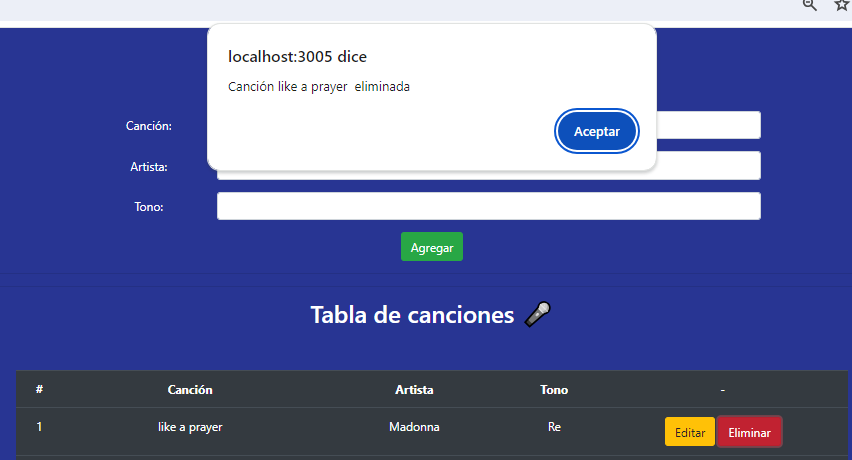 localhost:3005 dice
Canción like a prayer  eliminada
Aceptar
Canción:
Artista:
Tono:
Agregar
Tabla de canciones 🎤
# Canción Artista Tono -
1 like a prayer Madonna Re Editar Eliminar